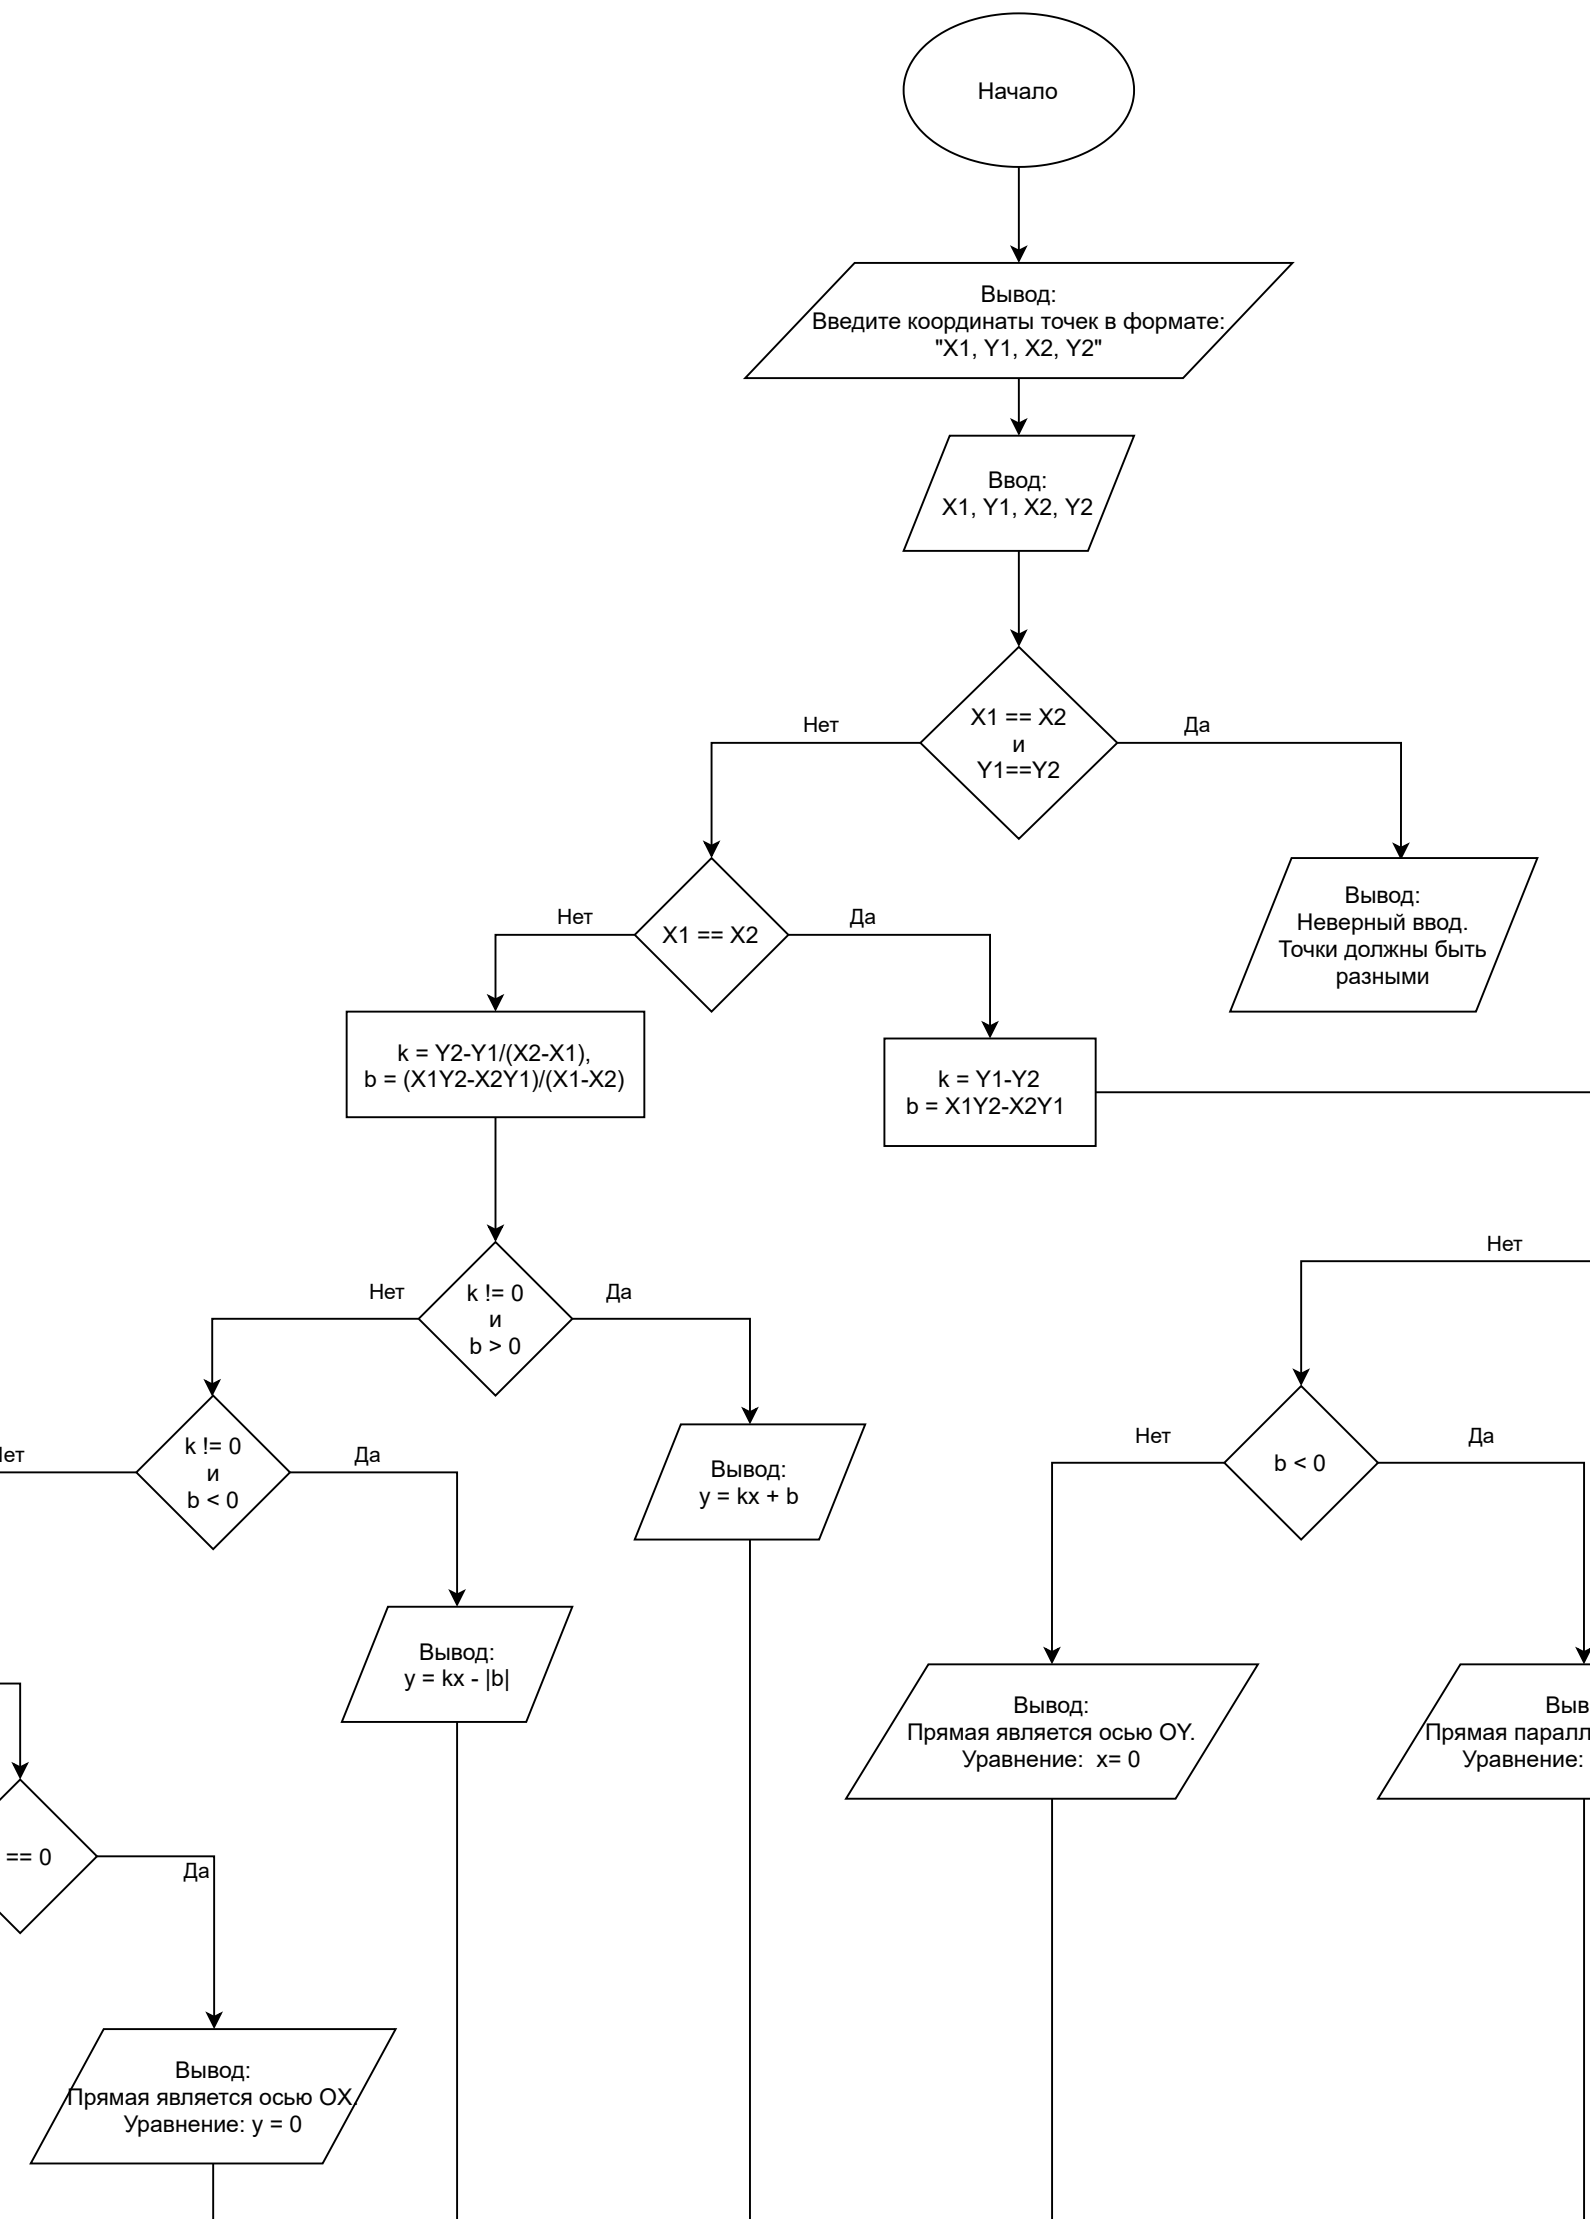 Начало
Вывод:
Введите координаты точек в формате:
"X1, Y1, X2, Y2"
Ввод:
X1, Y1, X2, Y2
X1 == X2
и
Y1==Y2
Нет
Да
Вывод:
Неверный ввод.
Точки должны быть
разными
X1 == X2
Нет
Да
k = Y2-Y1/(X2-X1),
b = (X1Y2-X2Y1)/(X1-X2)
k = Y1-Y2
b = X1Y2-X2Y1
Нет
k != 0
и
b > 0
Нет
Да
b < 0
Нет
Да
k != 0
и
b < 0
Да
Вывод:
y = kx + b
Вывод:
y = kx - |b|
Вывод:
Прямая является осью OY.
Уравнение:  x= 0
Прямая
Уравнение:
== 0
Да
Вывод:
Прямая является осью OX.
Уравнение: y = 0